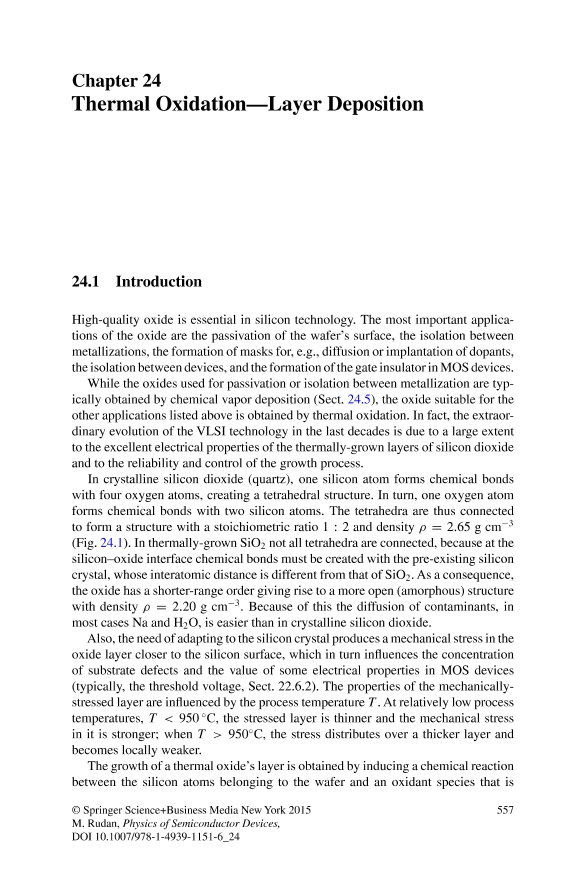 Chapter 24
Thermal Oxidation—Layer Deposition
24.1 Introduction
High-quality oxide is essential in silicon technology. The most important applica-
tions of the oxide are the passivation of the wafer's surface, the isolation between
metallizations, the formation of masks for, e.g., diffusion or implantation of dopants,
the isolation between devices, and the formation of the gate insulator in MOS devices.
While the oxides used for passivation or isolation between metallization are typ-
ically obtained by chemical vapor deposition (Sect. 24.5), the oxide suitable for the
other applications listed above is obtained by thermal oxidation. In fact, the extraor-
dinary evolution of the VLSI technology in the last decades is due to a large extent
to the excellent electrical properties of the thermally-grown layers of silicon dioxide
and to the reliability and control of the growth process.
In crystalline silicon dioxide (quartz), one silicon atom forms chemical bonds
with four oxygen atoms, creating a tetrahedral structure. In turn, one oxygen atom
forms chemical bonds with two silicon atoms. The tetrahedra are thus connected
to form a structure with a stoichiometric ratio 1 : 2 and density ρ = 2.65 g cm⁻³
(Fig. 24.1). In thermally-grown SiO₂ not all tetrahedra are connected, because at the
silicon–oxide interface chemical bonds must be created with the pre-existing silicon
crystal, whose interatomic distance is different from that of SiO₂. As a consequence,
the oxide has a shorter-range order giving rise to a more open (amorphous) structure
with density ρ = 2.20 g cm⁻³. Because of this the diffusion of contaminants, in
most cases Na and H₂O, is easier than in crystalline silicon dioxide.
Also, the need of adapting to the silicon crystal produces a mechanical stress in the
oxide layer closer to the silicon surface, which in turn influences the concentration
of substrate defects and the value of some electrical properties in MOS devices
(typically, the threshold voltage, Sect. 22.6.2). The properties of the mechanically-
stressed layer are influenced by the process temperature T. At relatively low process
temperatures, T < 950 °C, the stressed layer is thinner and the mechanical stress
in it is stronger; when T > 950°C, the stress distributes over a thicker layer and
becomes locally weaker.
The growth of a thermal oxide's layer is obtained by inducing a chemical reaction
between the silicon atoms belonging to the wafer and an oxidant species that is
© Springer Science+Business Media New York 2015 557
M. Rudan, Physics of Semiconductor Devices,
DOI 10.1007/978-1-4939-1151-6_24